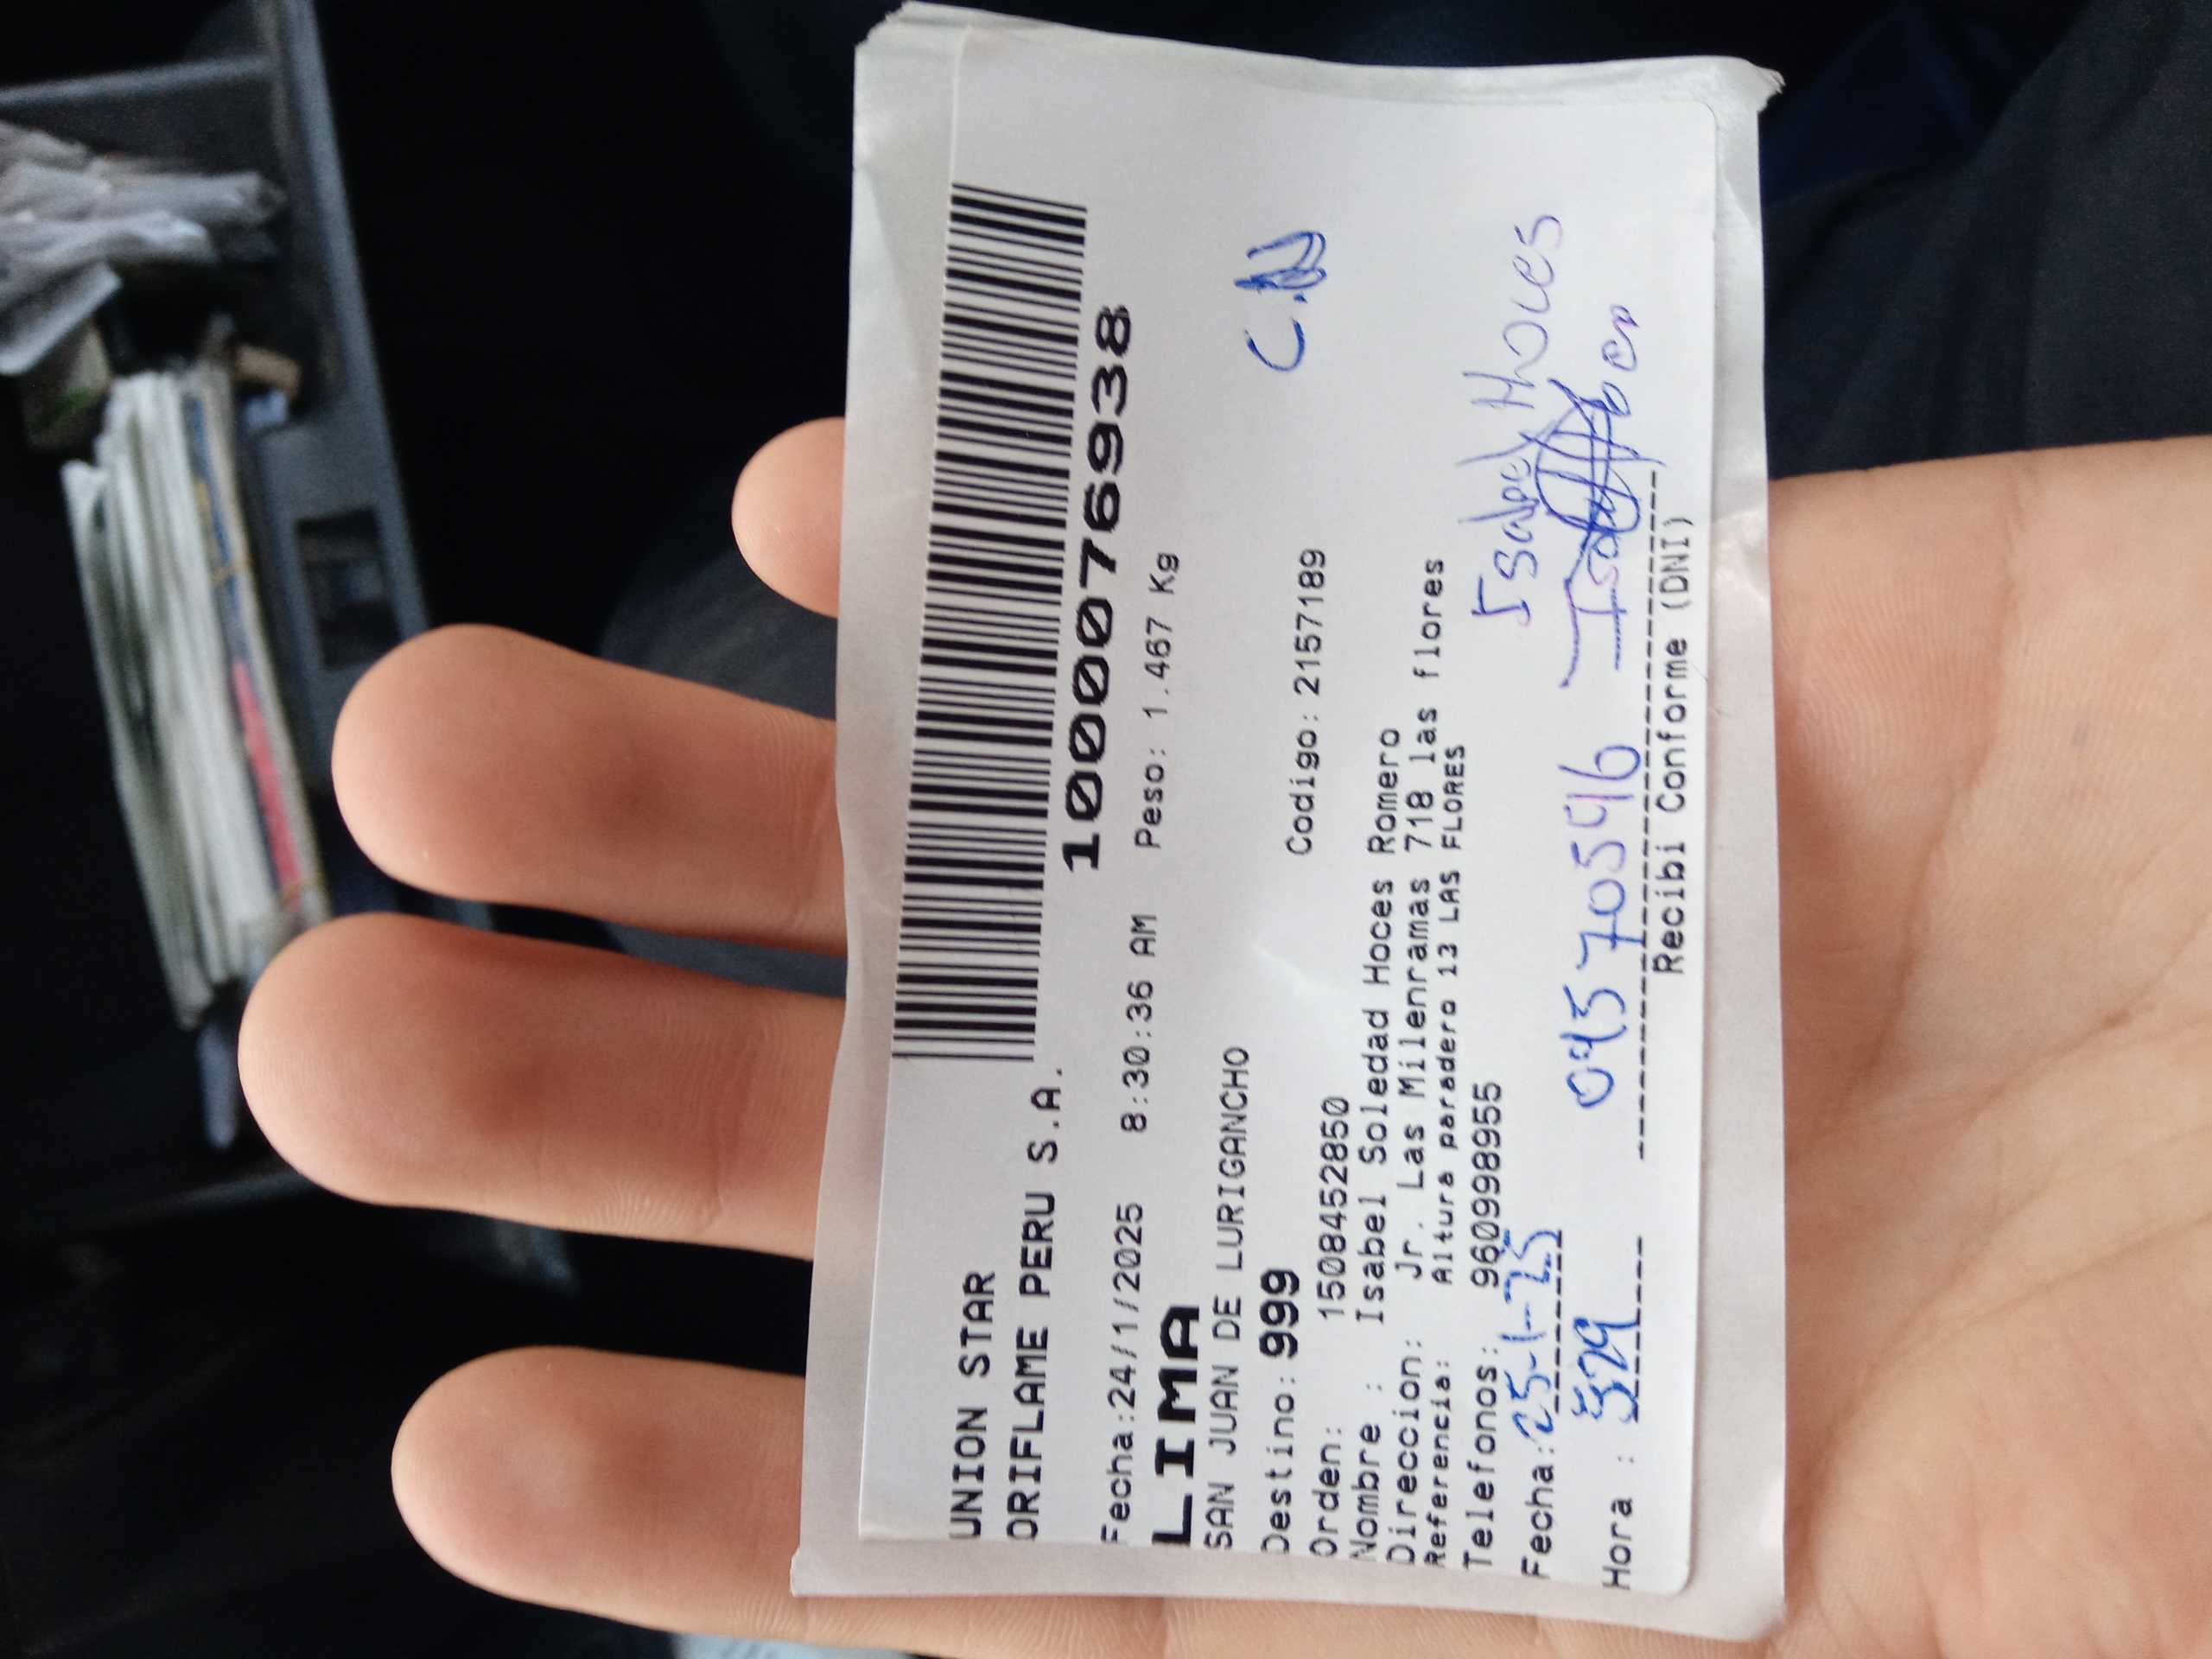 UNION STAR
ORIFLAME PERU S.A.
1000076938
Fecha:24/1/2025 8:30:36 AM Peso: 1.467 Kg
LIMA
SAN JUAN DE LURIGANCHO
C.N
Destino: 999 Codigo: 2157189
Orden: 1508452850
Nombre : Isabel Soledad Hoces Romero
Direccion: Jr. Las Milenramas 718 las flores
Referencia: Altura paradero 13 LAS FLORES
Telefonos: 960998955
Isabel Hoces
Fecha: 25-1-25
Hora : 529 04570546
Recibi Conforme (DNI)